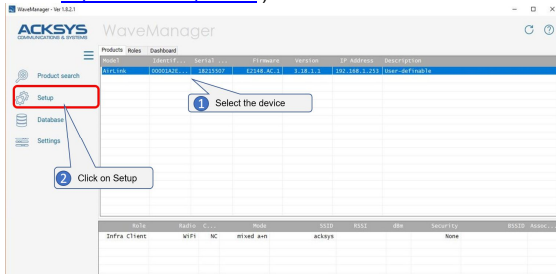 WaveManager - Ver 1.8.2.1
ACKSYS
COMMUNICATIONS & SYSTEMS
WaveManager
Products Roles Dashboard
Model Identif... Serial ... Firmware Version IP Address Description
AirLink 00001A2E... 18215507 E2148.AC.1 3.18.1.1 192.168.1.253 User-definable
Product search
1 Select the device
Setup
Database
Settings
2 Click on Setup
Role Radio C... Mode SSID RSSI dBm Security BSSID Assoc...
Infra Client WiFi NC mixed a+n acksys None